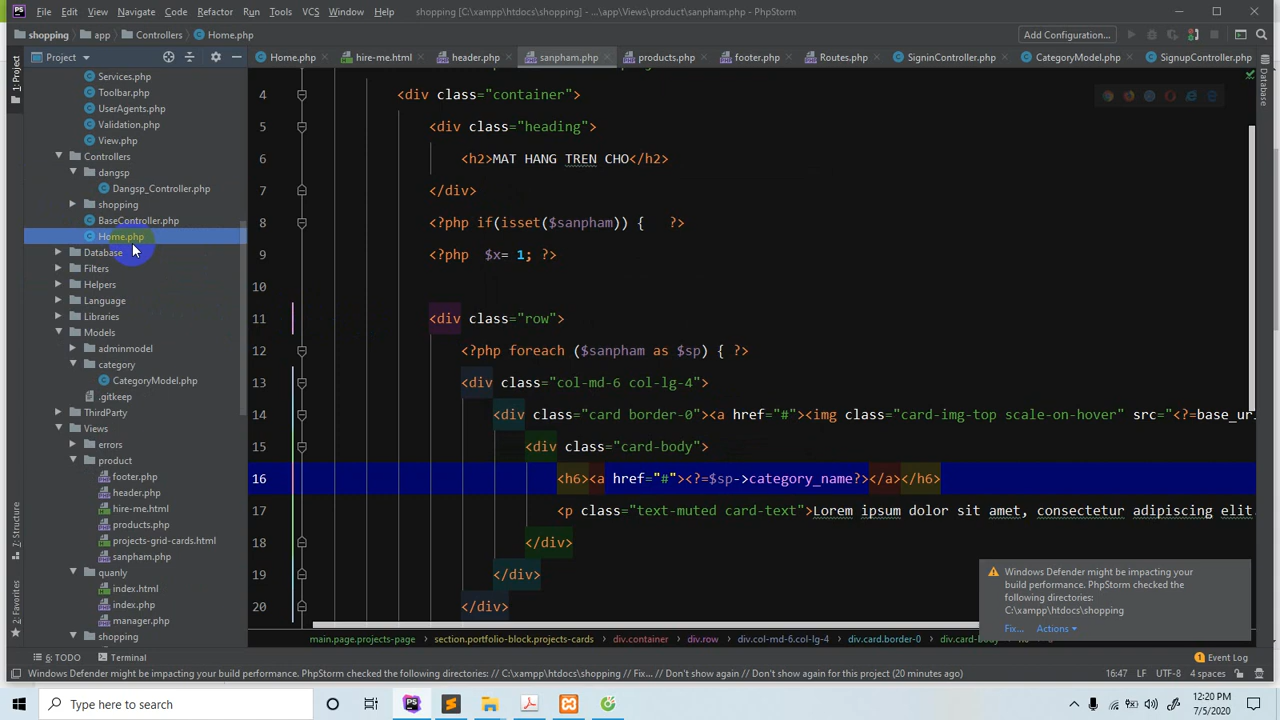 File Edit View Navigate Code Refactor Run Tools VCS Window Help shopping [C:\xampp\htdocs\shopping] - ...\app\Views\product\sanpham.php - PhpStorm
shopping app Controllers Home.php Add Configuration...
Project
Home.php hire-me.html header.php sanpham.php products.php footer.php Routes.php SigninController.php CategoryModel.php SignupController.php
1: Project
Services.php
Toolbar.php
UserAgents.php
Validation.php
View.php
Controllers
dangsp
Dangsp_Controller.php
shopping
BaseController.php
Home.php
Database
Filters
Helpers
Language
Libraries
Models
adminmodel
category
CategoryModel.php
.gitkeep
ThirdParty
Views
errors
product
footer.php
header.php
hire-me.html
products.php
projects-grid-cards.html
sanpham.php
quanly
index.html
index.php
manager.php
shopping
7: Structure
2: Favorites
4 <div class="container">
5 <div class="heading">
6 <h2>MAT HANG TREN CHO</h2>
7 </div>
8 <?php if(isset($sanpham)) { ?>
9 <?php $x= 1; ?>
10
11 <div class="row">
12 <?php foreach ($sanpham as $sp) { ?>
13 <div class="col-md-6 col-lg-4">
14 <div class="card border-0"><a href="#"><img class="card-img-top scale-on-hover" src="<?=base_ur
15 <div class="card-body">
16 <h6><a href="#"><?=$sp->category_name?></a></h6>
17 <p class="text-muted card-text">Lorem ipsum dolor sit amet, consectetur adipiscing elit.
18 </div>
19 </div>
20 </div>
Database
Windows Defender might be impacting your
build performance. PhpStorm checked the
following directories:
C:\xampp\htdocs\shopping
Fix... Actions
main.page.projects-page section.portfolio-block.projects-cards div.container div.row div.col-md-6.col-lg-4 div.card.border-0 div.card-b
6: TODO Terminal 1 Event Log
Windows Defender might be impacting your build performance. PhpStorm checked the following directories: // C:\xampp\htdocs\shopping // Fix... // Don't show again // Don't show again for this project (20 minutes ago) 16:47 LF UTF-8 4 spaces
Type here to search
12:20 PM
7/5/2020